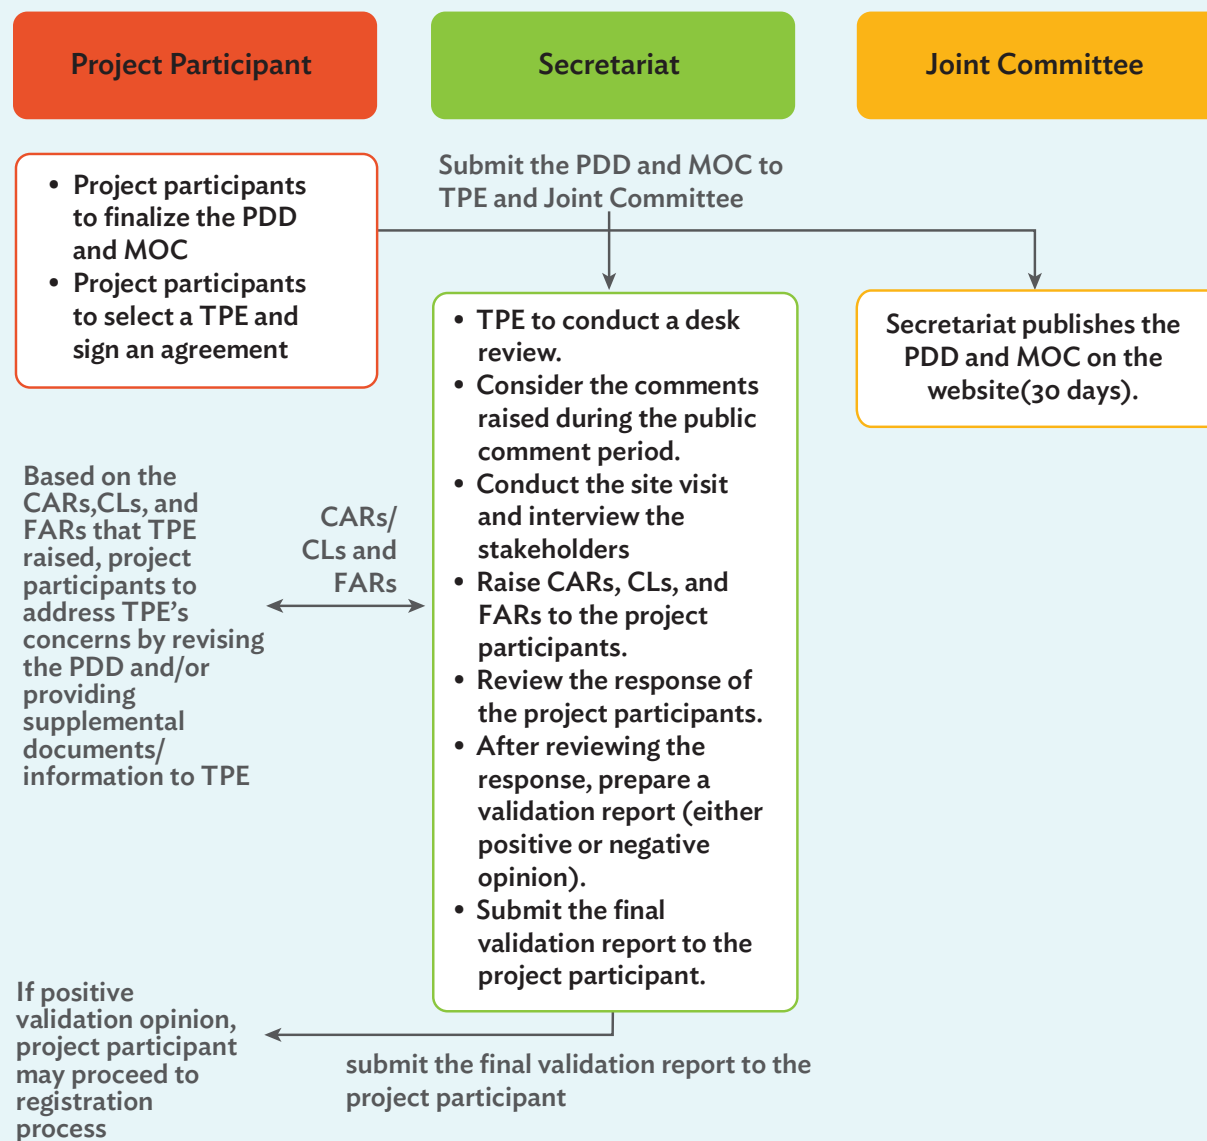 Project Participant
Secretariat
Joint Committee
• Project participants
to finalize the PDD
and MOC
• Project participants
to select a TPE and
sign an agreement
Submit the PDD and MOC to
TPE and Joint Committee
• TPE to conduct a desk
review.
• Consider the comments
raised during the public
comment period.
• Conduct the site visit
and interview the
stakeholders
• Raise CARs, CLs, and
FARs to the project
participants.
• Review the response of
the project participants.
• After reviewing the
response, prepare a
validation report (either
positive or negative
opinion).
• Submit the final
validation report to the
project participant.
Secretariat publishes the
PDD and MOC on the
website(30 days).
Based on the
CARs,CLs, and
FARs that TPE
raised, project
participants to
address TPE’s
concerns by revising
the PDD and/or
providing
supplemental
documents/
information to TPE
CARs/
CLs and
FARs
If positive
validation opinion,
project participant
may proceed to
registration
process
submit the final validation report to the
project participant